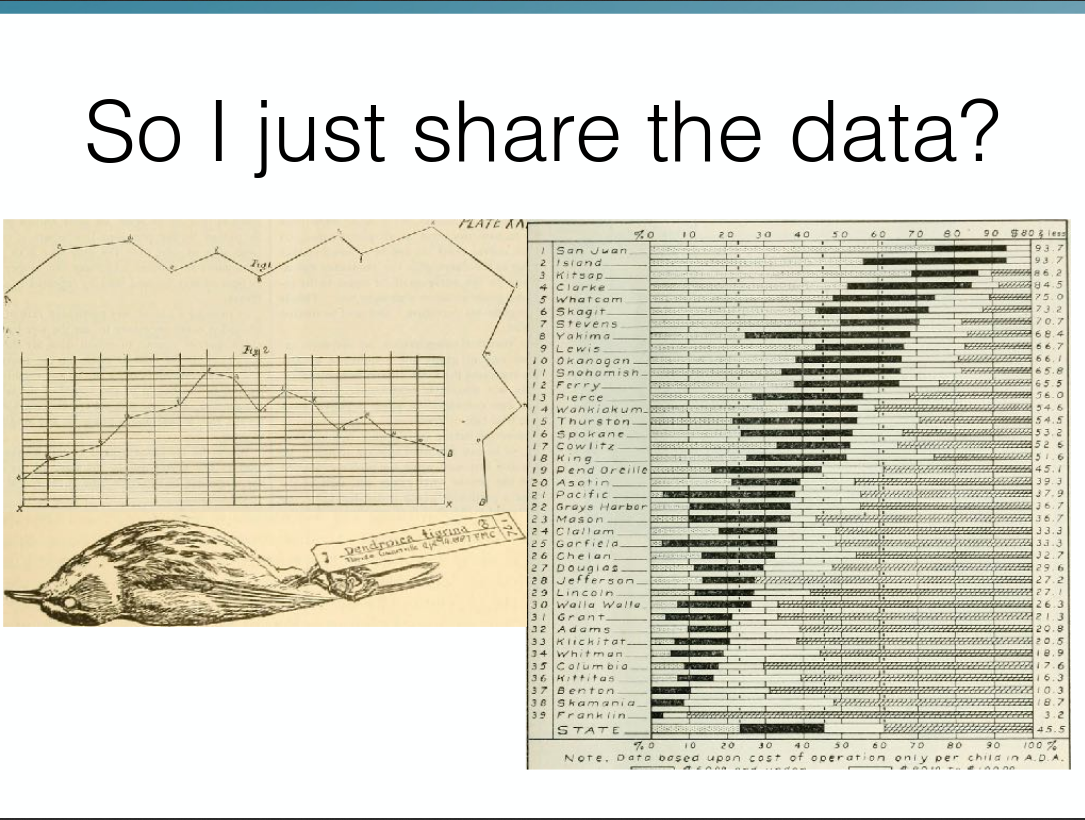 So I just share the data?
PLATE XX
Fig 1
Fig 2
X X
B
Dendroica tigrina
% 0 10 20 30 40 50 60 70 80 90 $80 & less
1 San Juan 93.7
2 Island 93.7
3 Kitsap 86.2
4 Clarke 84.5
5 Whatcom 75.0
6 Skagit 73.2
7 Stevens 70.7
8 Yakima 68.4
9 Lewis 66.7
10 Okanogan 66.1
11 Snohomish 65.8
12 Ferry 65.5
13 Pierce 56.0
14 Wahkiakum 54.6
15 Thurston 54.5
16 Spokane 53.2
17 Cowlitz 52.6
18 King 51.6
19 Pend Oreille 45.1
20 Asotin 39.3
21 Pacific 37.9
22 Grays Harbor 36.7
23 Mason 36.7
24 Clallam 33.3
25 Garfield 33.3
26 Chelan 32.7
27 Douglas 29.6
28 Jefferson 27.2
29 Lincoln 27.1
30 Walla Walla 26.3
31 Grant 21.3
32 Adams 20.8
33 Klickitat 20.5
34 Whitman 18.9
35 Columbia 17.6
36 Kittitas 16.3
37 Benton 10.3
38 Skamania 18.7
39 Franklin 3.2
STATE 45.5
% 0 10 20 30 40 50 60 70 80 90 100 %
Note. Data based upon cost of operation only per child in A.D.A.